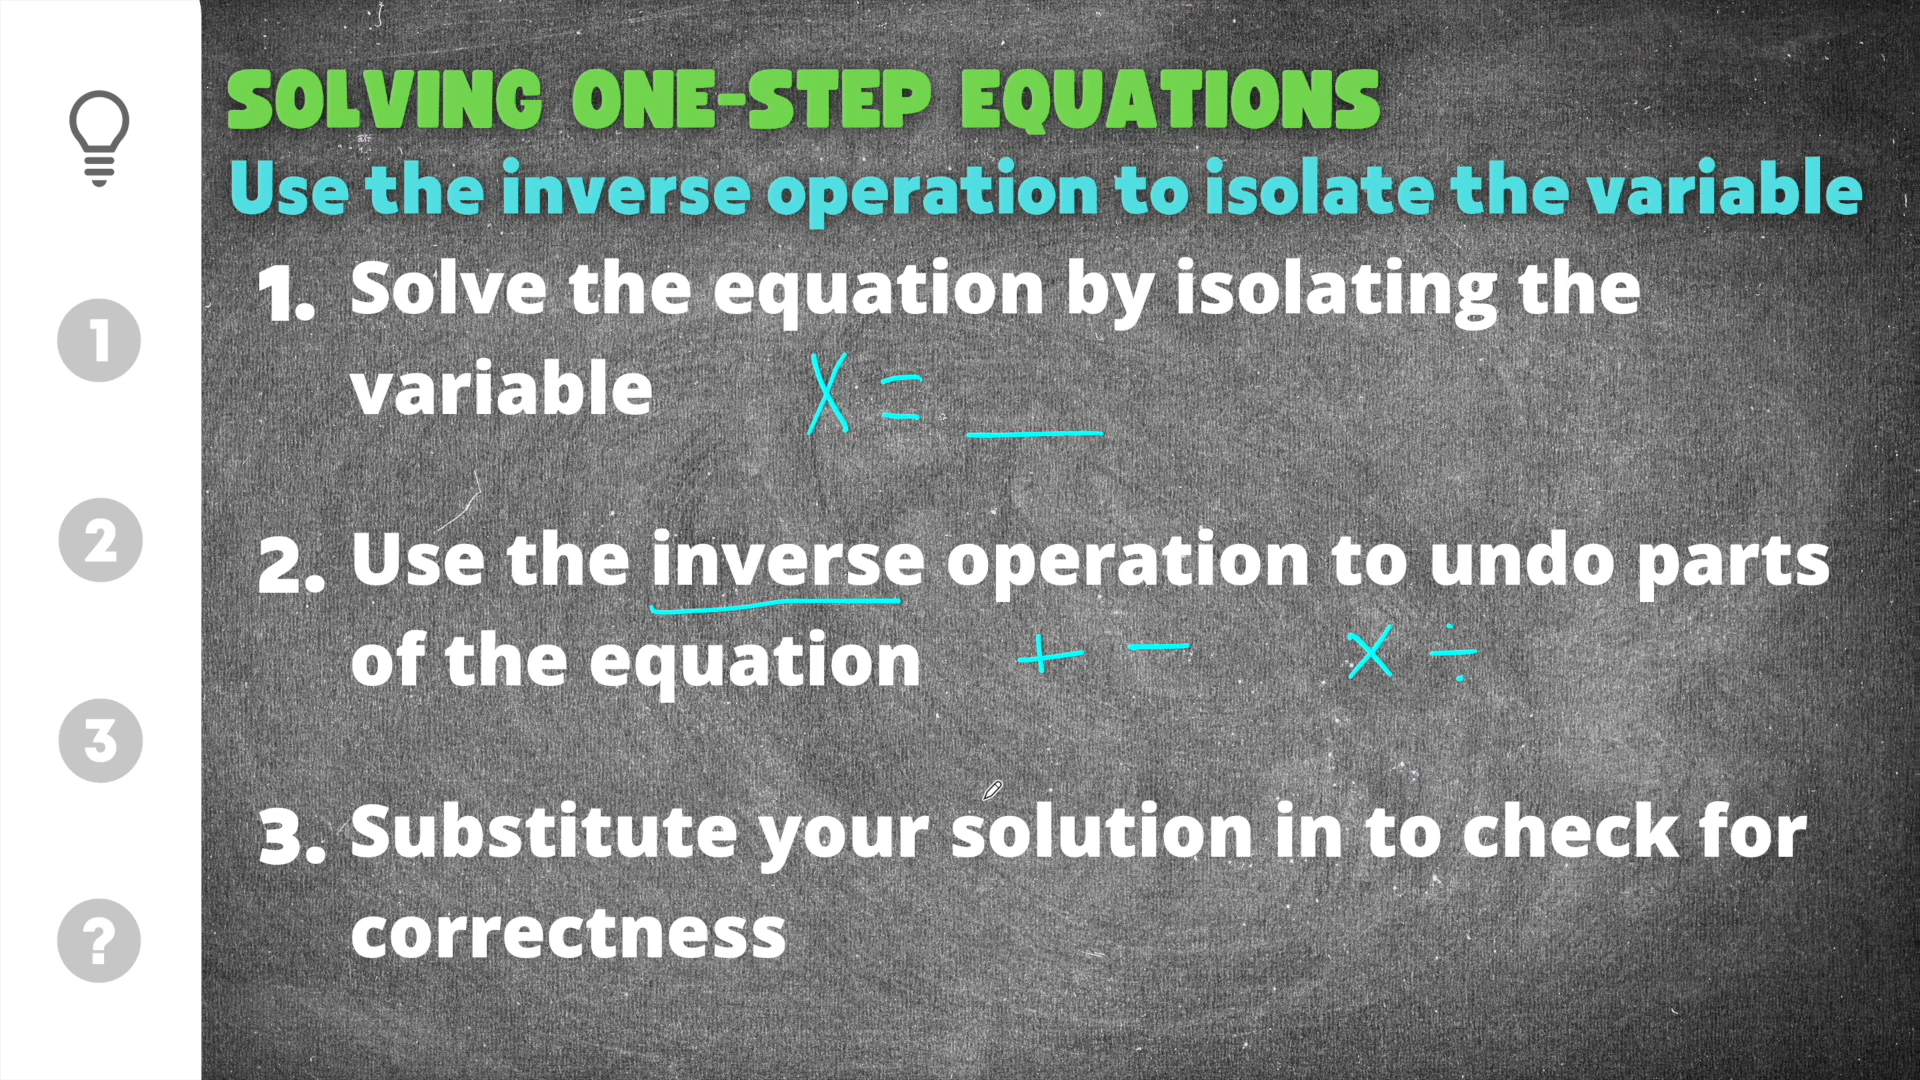 SOLVING ONE-STEP EQUATIONS
Use the inverse operation to isolate the variable
1. Solve the equation by isolating the
variable X = ___
2. Use the inverse operation to undo parts
of the equation + − × ÷
3. Substitute your solution in to check for
correctness
1
2
3
?